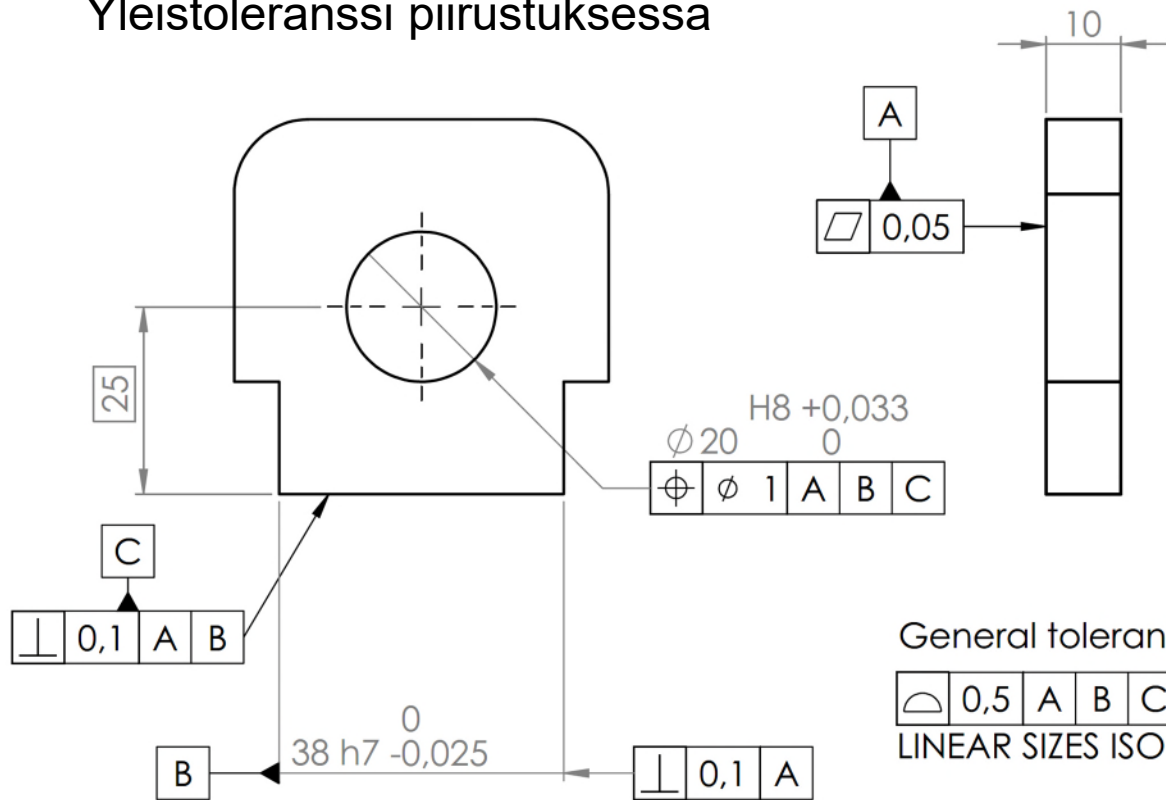 Yleistoleranssi piirustuksessa
10
A
⏥ 0,05
25
H8 +0,033
⌀20 0
⌖ ⌀ 1 A B C
C
⟂ 0,1 A B
General toleran
⌓ 0,5 A B C
LINEAR SIZES ISO
0
38 h7 -0,025
B
⟂ 0,1 A